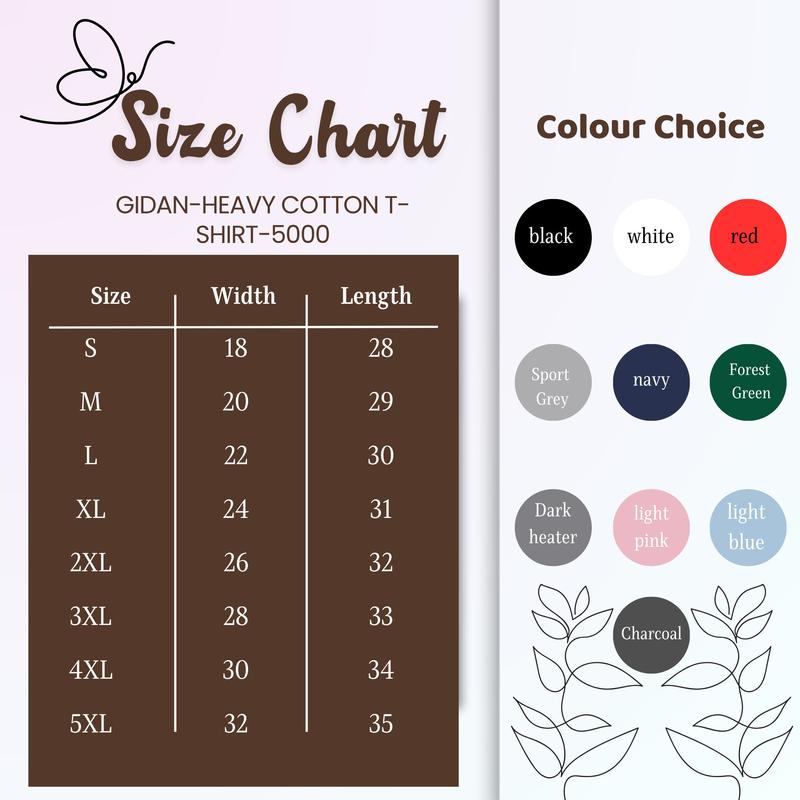 Size Chart
GIDAN-HEAVY COTTON T-
SHIRT-5000
Size Width Length
S 18 28
M 20 29
L 22 30
XL 24 31
2XL 26 32
3XL 28 33
4XL 30 34
5XL 32 35
Colour Choice
black white red
Sport
Grey
navy
Forest
Green
Dark
heater
light
pink
light
blue
Charcoal